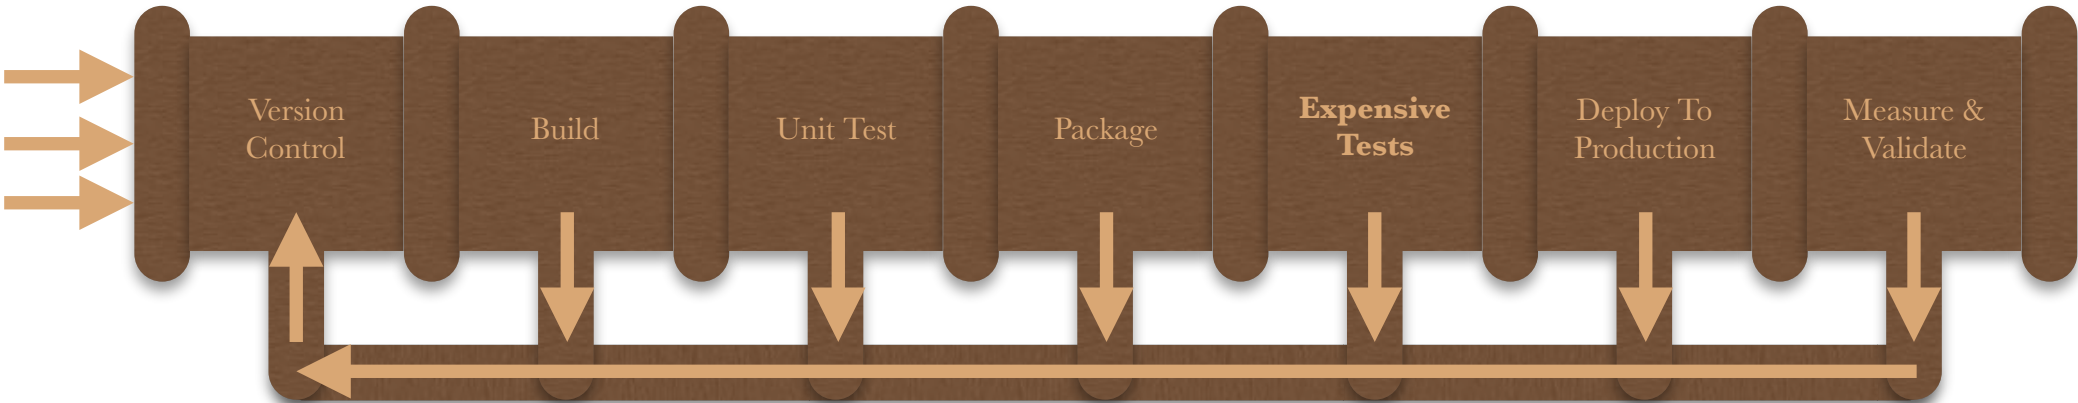 Version
Control
Build
Unit Test
Package
Expensive
Tests
Deploy To
Production
Measure &
Validate